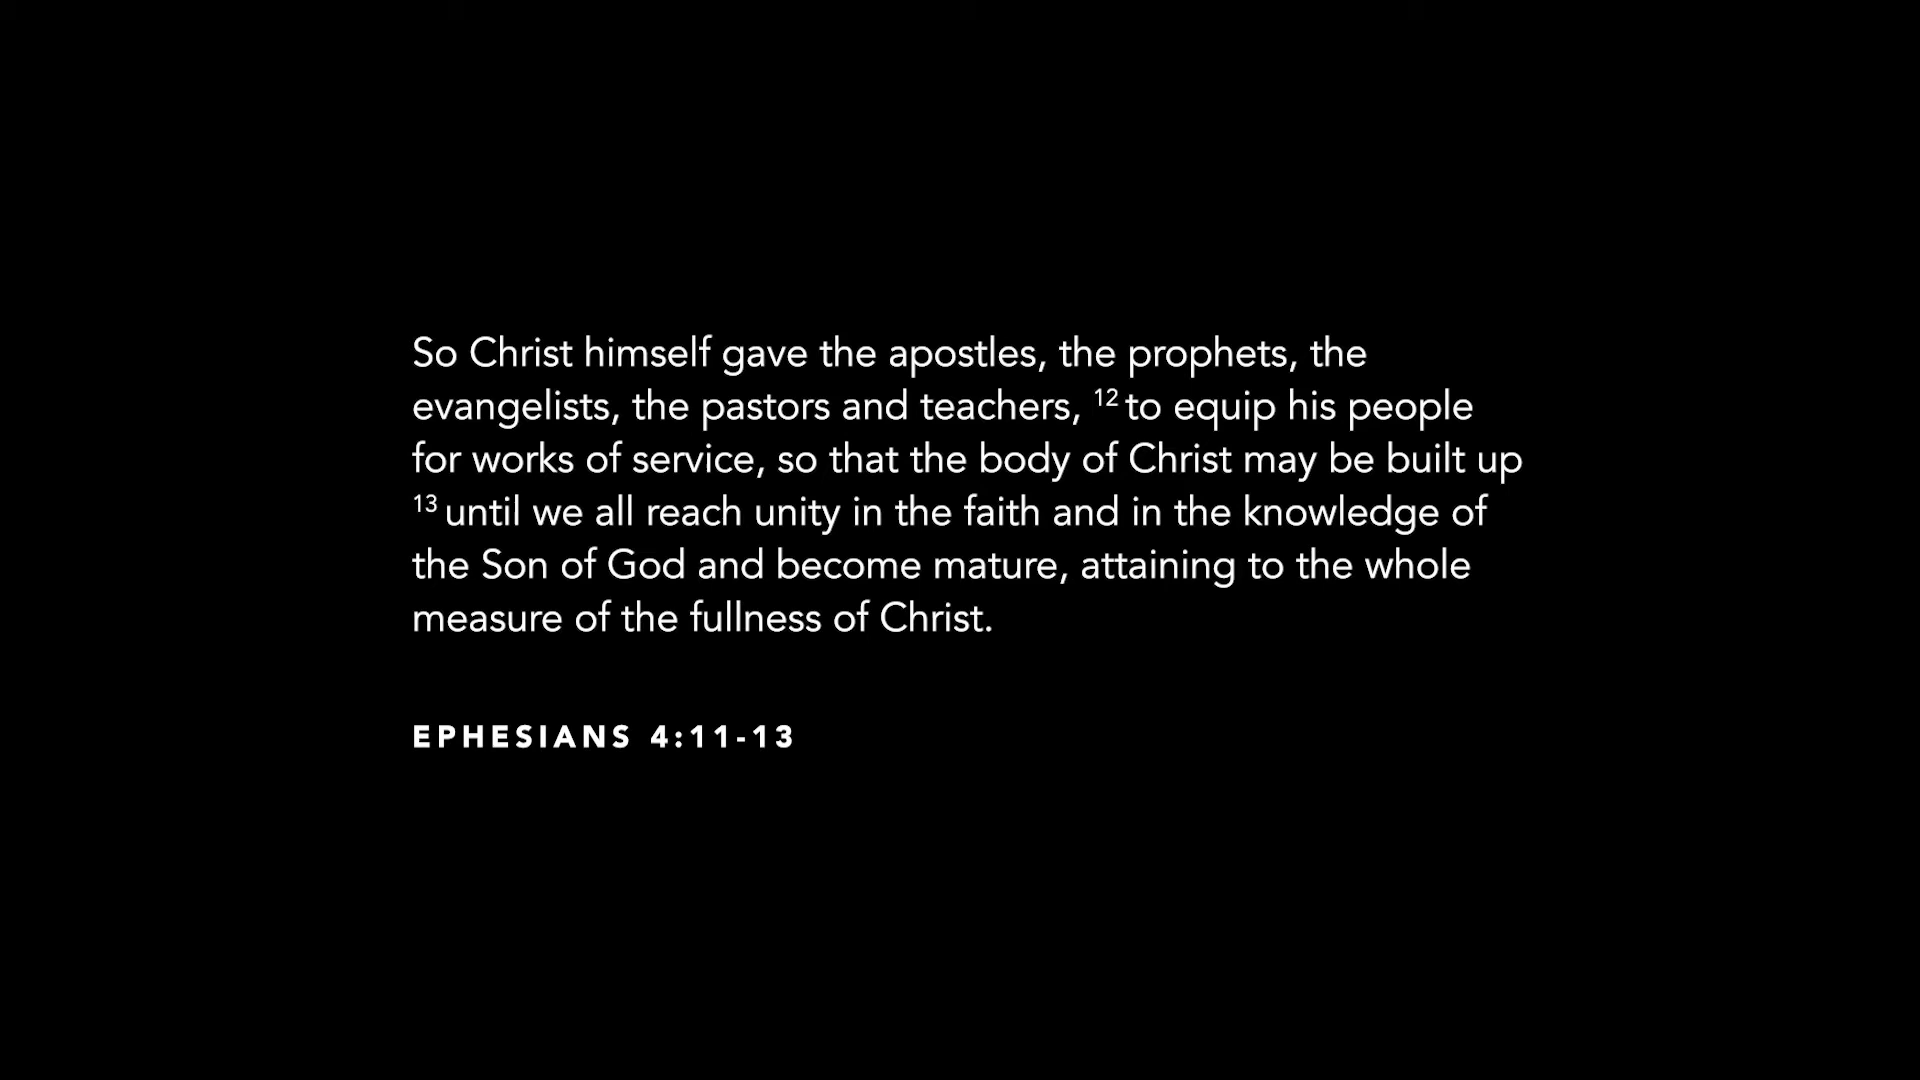 So Christ himself gave the apostles, the prophets, the
evangelists, the pastors and teachers, 12 to equip his people
for works of service, so that the body of Christ may be built up
13 until we all reach unity in the faith and in the knowledge of
the Son of God and become mature, attaining to the whole
measure of the fullness of Christ.
EPHESIANS 4:11-13